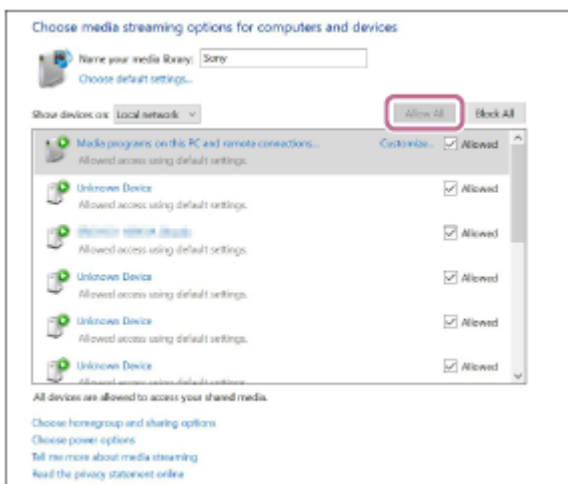 Choose media streaming options for computers and devices
Name your media library: Sony
Choose default settings...
Show devices on: Local network
Allow All
Block All
Media programs on this PC and remote connections...
Customize...
Allowed
Allowed access using default settings.
Unknown Device
Allowed
Allowed access using default settings.
Allowed
Allowed access using default settings.
Unknown Device
Allowed
Allowed access using default settings.
Unknown Device
Allowed
Allowed access using default settings.
Unknown Device
Allowed
Allowed access using default settings.
All devices are allowed to access your shared media.
Choose homegroup and sharing options
Choose power options
Tell me more about media streaming
Read the privacy statement online